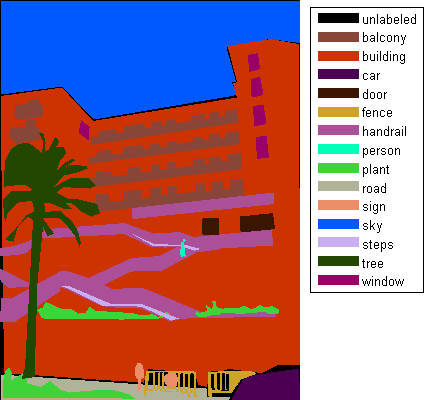 unlabeled
balcony
building
car
door
fence
handrail
person
plant
road
sign
sky
steps
tree
window